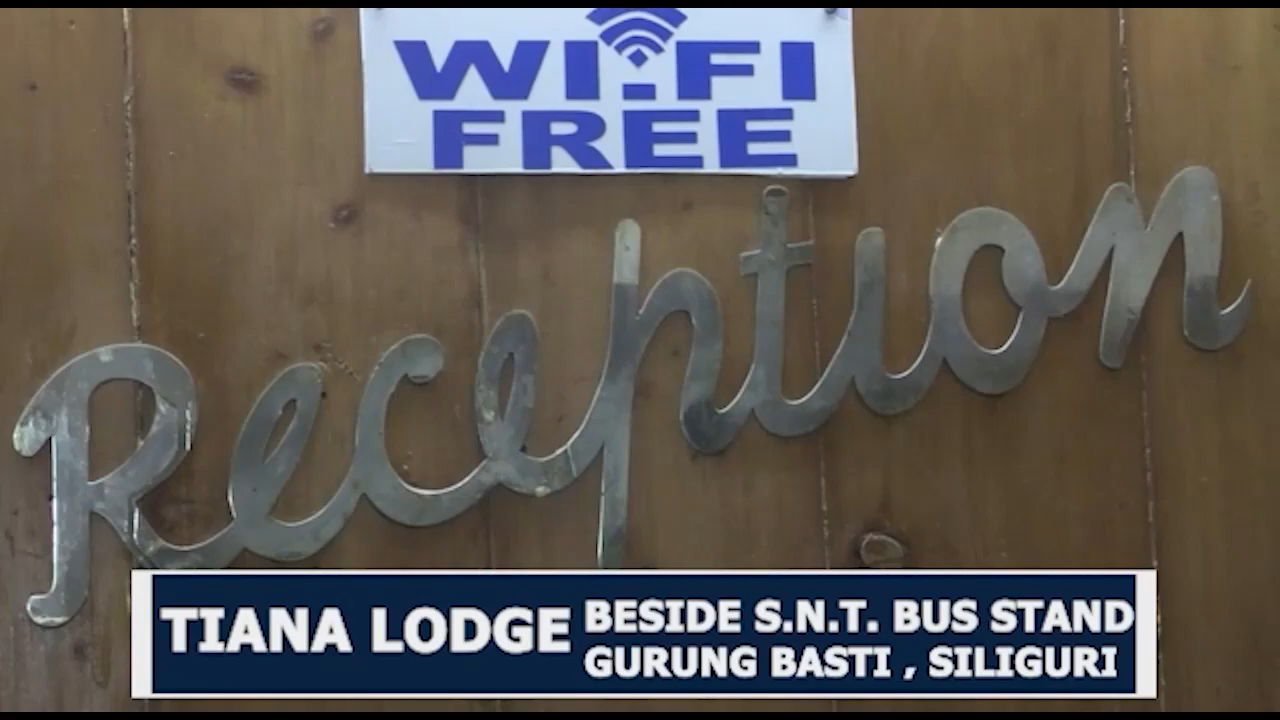 WI-FI
FREE
Reception
TIANA LODGE
BESIDE S.N.T. BUS STAND
GURUNG BASTI , SILIGURI